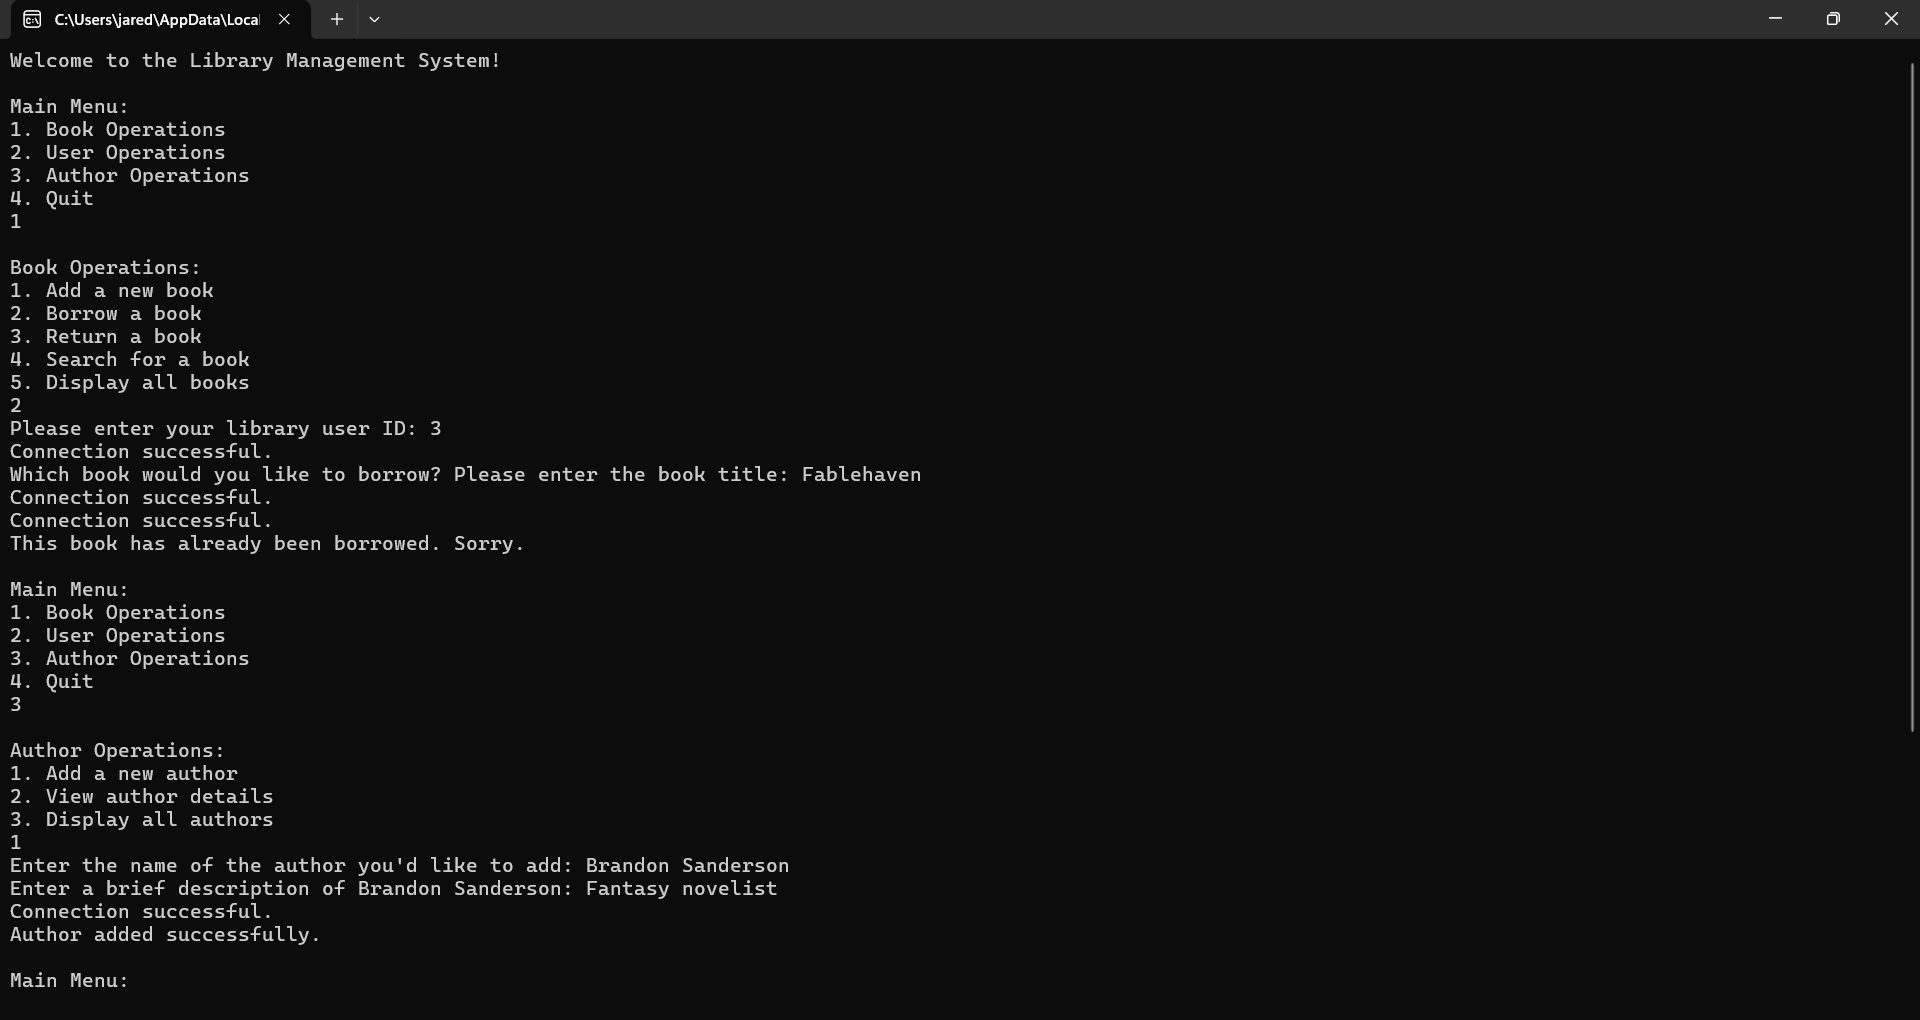 C:\Users\jared\AppData\Loca
Welcome to the Library Management System!
Main Menu:
1. Book Operations
2. User Operations
3. Author Operations
4. Quit
1
Book Operations:
1. Add a new book
2. Borrow a book
3. Return a book
4. Search for a book
5. Display all books
2
Please enter your library user ID: 3
Connection successful.
Which book would you like to borrow? Please enter the book title: Fablehaven
Connection successful.
Connection successful.
This book has already been borrowed. Sorry.
Main Menu:
1. Book Operations
2. User Operations
3. Author Operations
4. Quit
3
Author Operations:
1. Add a new author
2. View author details
3. Display all authors
1
Enter the name of the author you'd like to add: Brandon Sanderson
Enter a brief description of Brandon Sanderson: Fantasy novelist
Connection successful.
Author added successfully.
Main Menu: